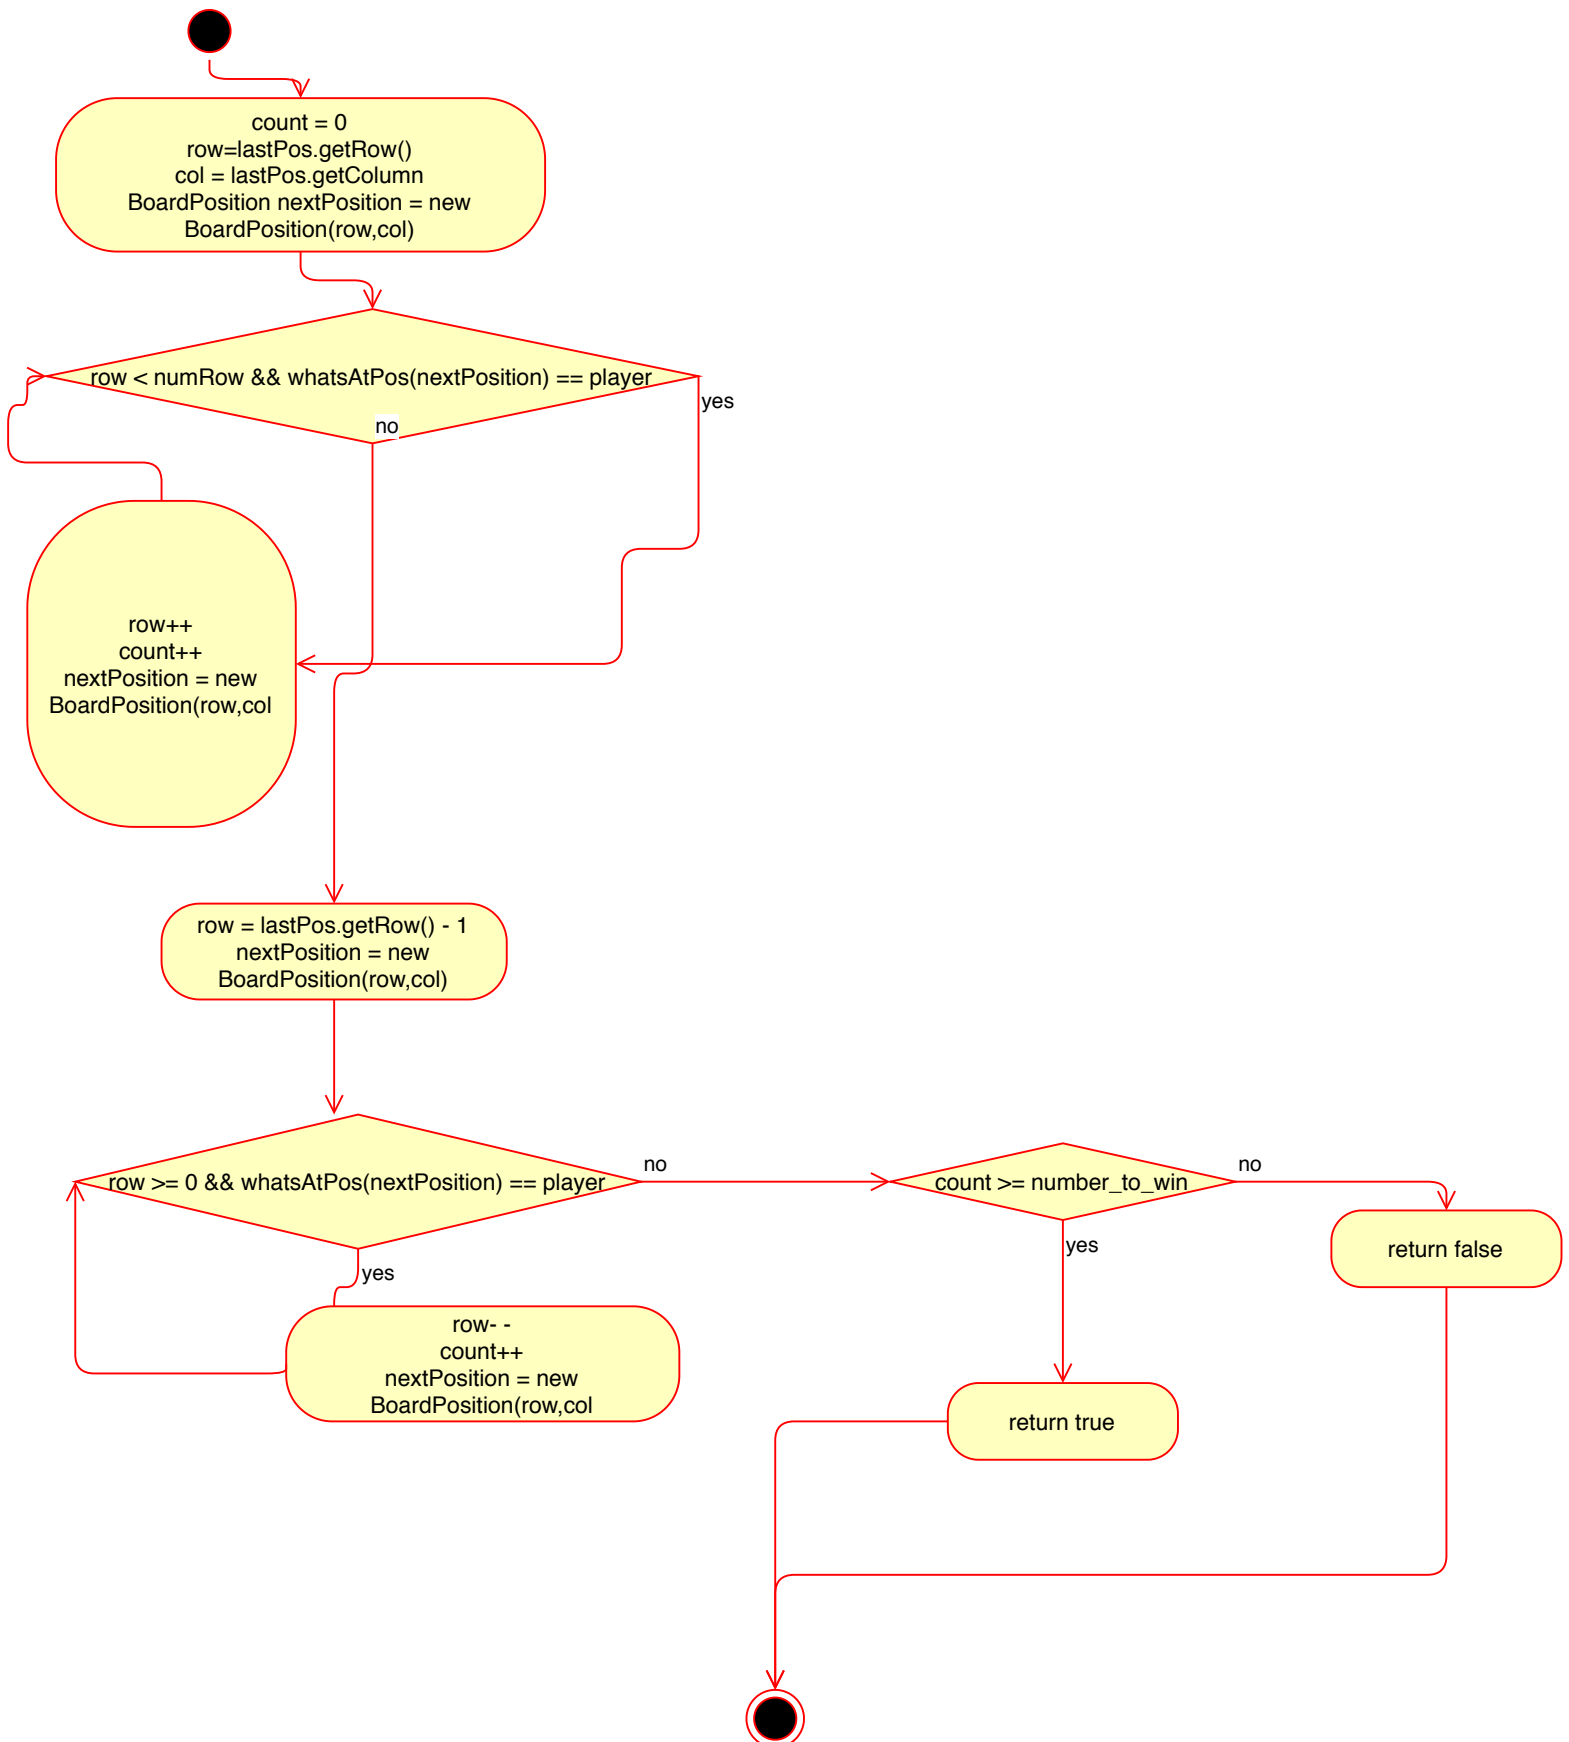 count = 0
row=lastPos.getRow()
col = lastPos.getColumn
BoardPosition nextPosition = new
BoardPosition(row,col)
row < numRow && whatsAtPos(nextPosition) == player
yes
no
row++
count++
nextPosition = new
BoardPosition(row,col
row = lastPos.getRow() - 1
nextPosition = new
BoardPosition(row,col)
row >= 0 && whatsAtPos(nextPosition) == player
no
count >= number_to_win
no
yes
return false
yes
row- -
count++
nextPosition = new
BoardPosition(row,col
return true